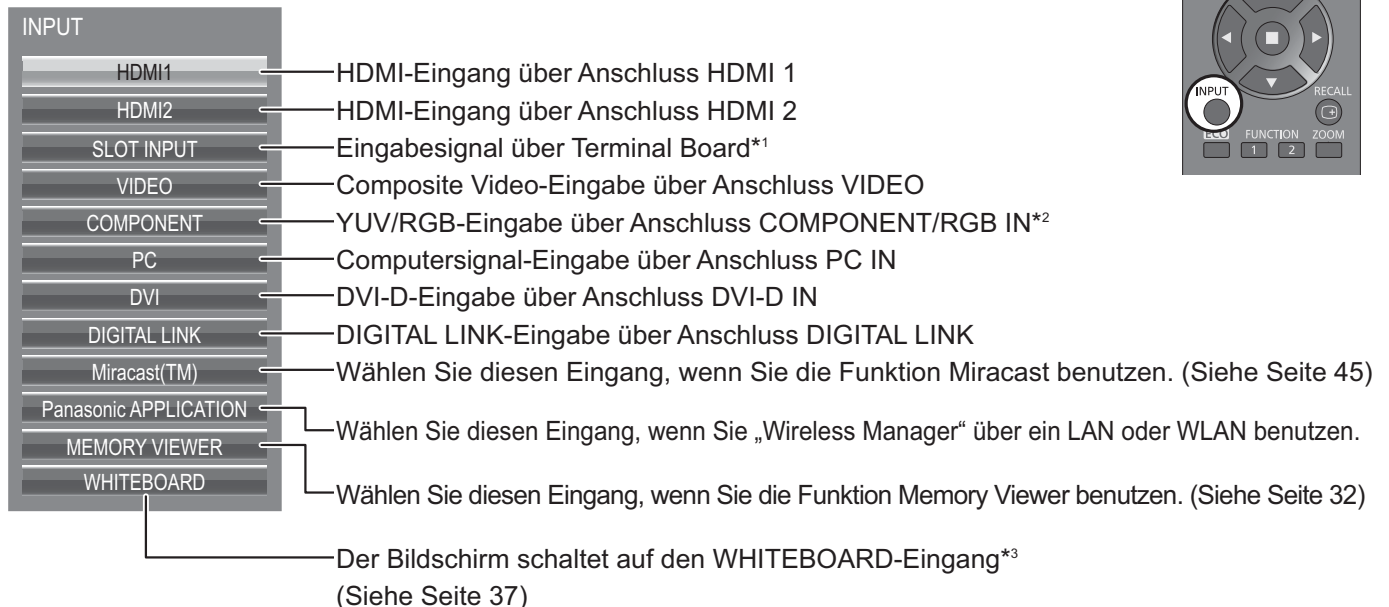 INPUT
HDMI1
HDMI-Eingang über Anschluss HDMI 1
HDMI2
HDMI-Eingang über Anschluss HDMI 2
SLOT INPUT
Eingabesignal über Terminal Board*1
VIDEO
Composite Video-Eingabe über Anschluss VIDEO
COMPONENT
YUV/RGB-Eingabe über Anschluss COMPONENT/RGB IN*2
PC
Computersignal-Eingabe über Anschluss PC IN
DVI
DVI-D-Eingabe über Anschluss DVI-D IN
DIGITAL LINK
DIGITAL LINK-Eingabe über Anschluss DIGITAL LINK
Miracast(TM)
Wählen Sie diesen Eingang, wenn Sie die Funktion Miracast benutzen. (Siehe Seite 45)
Panasonic APPLICATION
Wählen Sie diesen Eingang, wenn Sie „Wireless Manager“ über ein LAN oder WLAN benutzen.
MEMORY VIEWER
Wählen Sie diesen Eingang, wenn Sie die Funktion Memory Viewer benutzen. (Siehe Seite 32)
WHITEBOARD
Der Bildschirm schaltet auf den WHITEBOARD-Eingang*3
(Siehe Seite 37)
INPUT
RECALL
ECO FUNCTION ZOOM
1 2